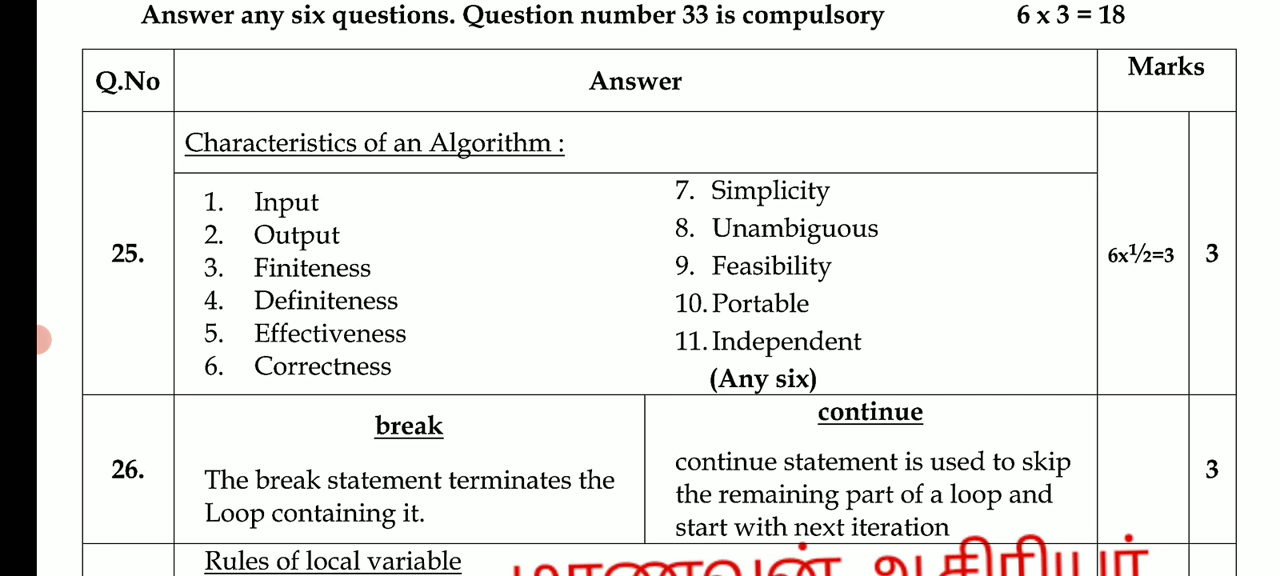 Answer any six questions. Question number 33 is compulsory 6 x 3 = 18
Q.No Answer Marks
25.
Characteristics of an Algorithm :
1. Input
2. Output
3. Finiteness
4. Definiteness
5. Effectiveness
6. Correctness
7. Simplicity
8. Unambiguous
9. Feasibility
10. Portable
11. Independent
(Any six)
6x½=3 3
26.
break
The break statement terminates the
Loop containing it.
continue
continue statement is used to skip
the remaining part of a loop and
start with next iteration
3
Rules of local variable
மாணவன் ஆசிரியர்